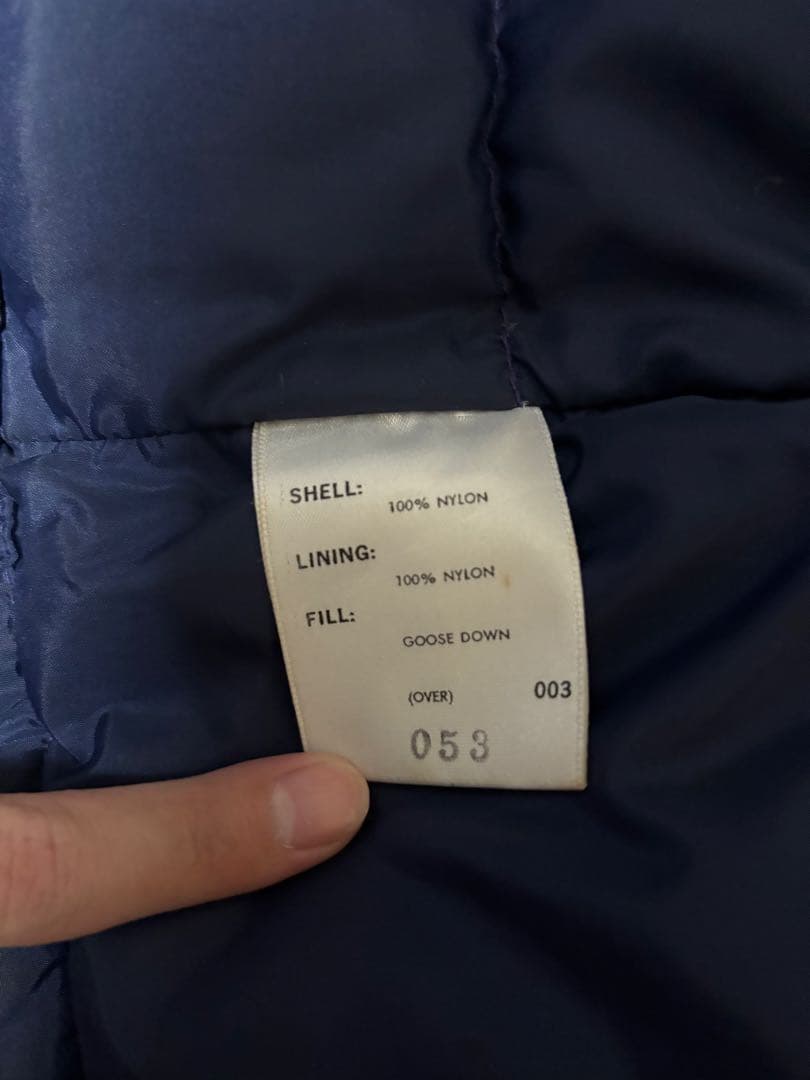 SHELL:
100% NYLON
LINING:
100% NYLON
FILL:
GOOSE DOWN
(OVER) 003
053